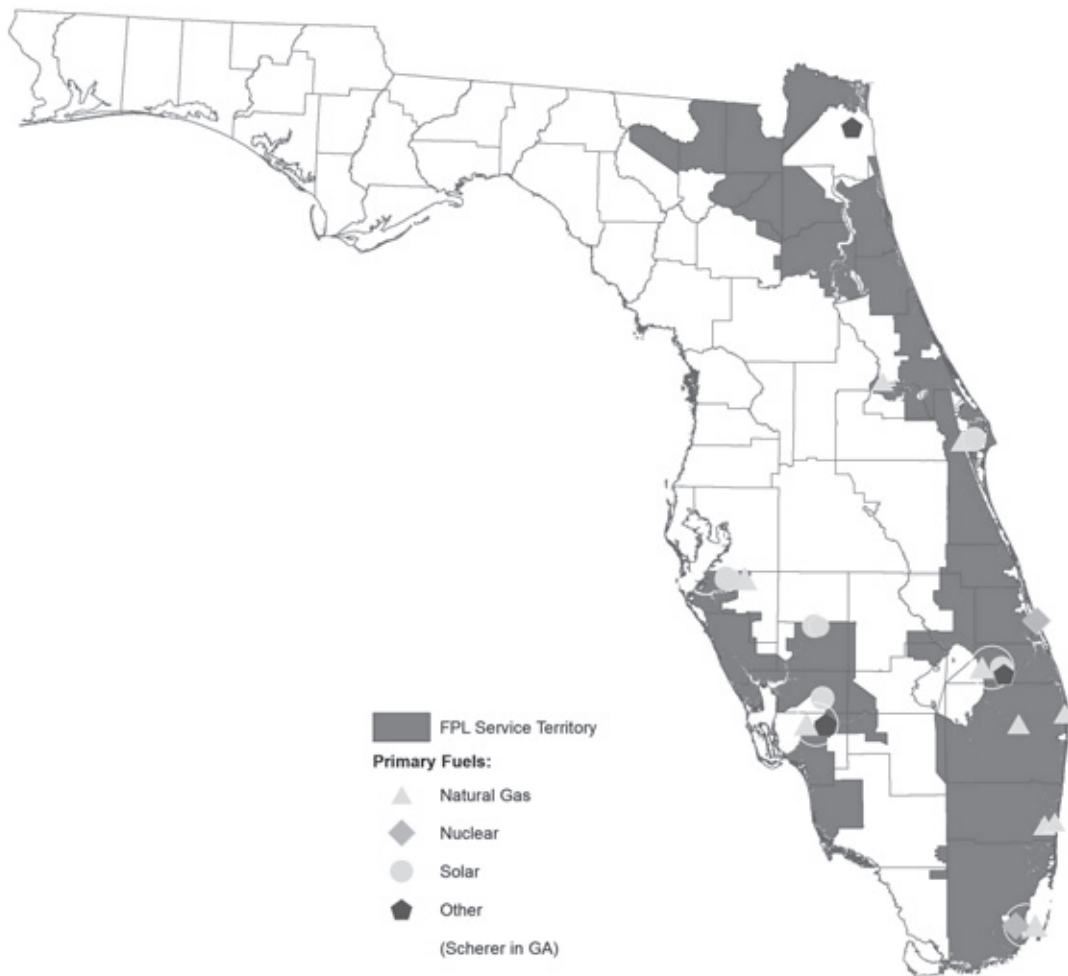 FPL Service Territory
Primary Fuels:
Natural Gas
Nuclear
Solar
Other
(Scherer in GA)